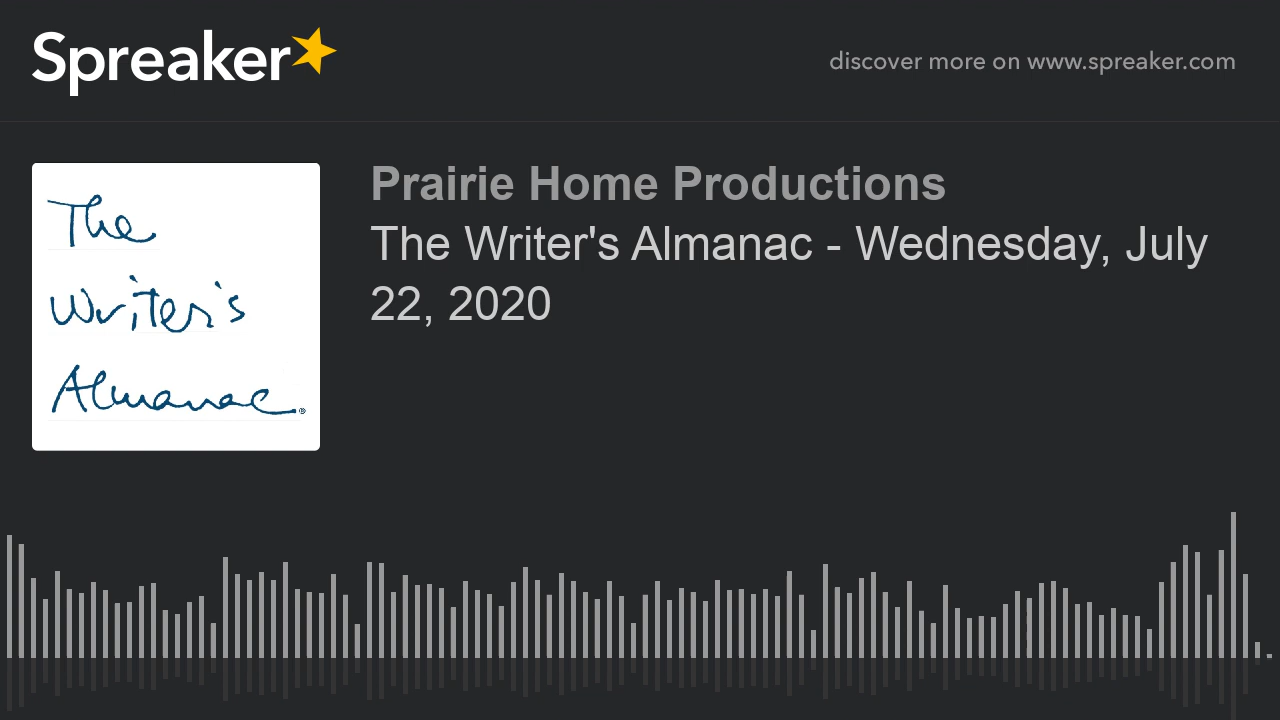 Spreaker
discover more on www.spreaker.com
The
Writer's
Almanac®
Prairie Home Productions
The Writer's Almanac - Wednesday, July
22, 2020